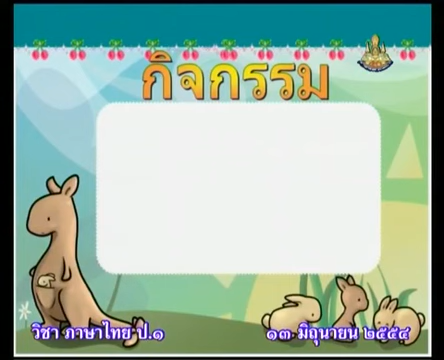 กิจกรรม
วิชา ภาษาไทย ป.๑
๑๓ มิถุนายน ๒๕๕๔